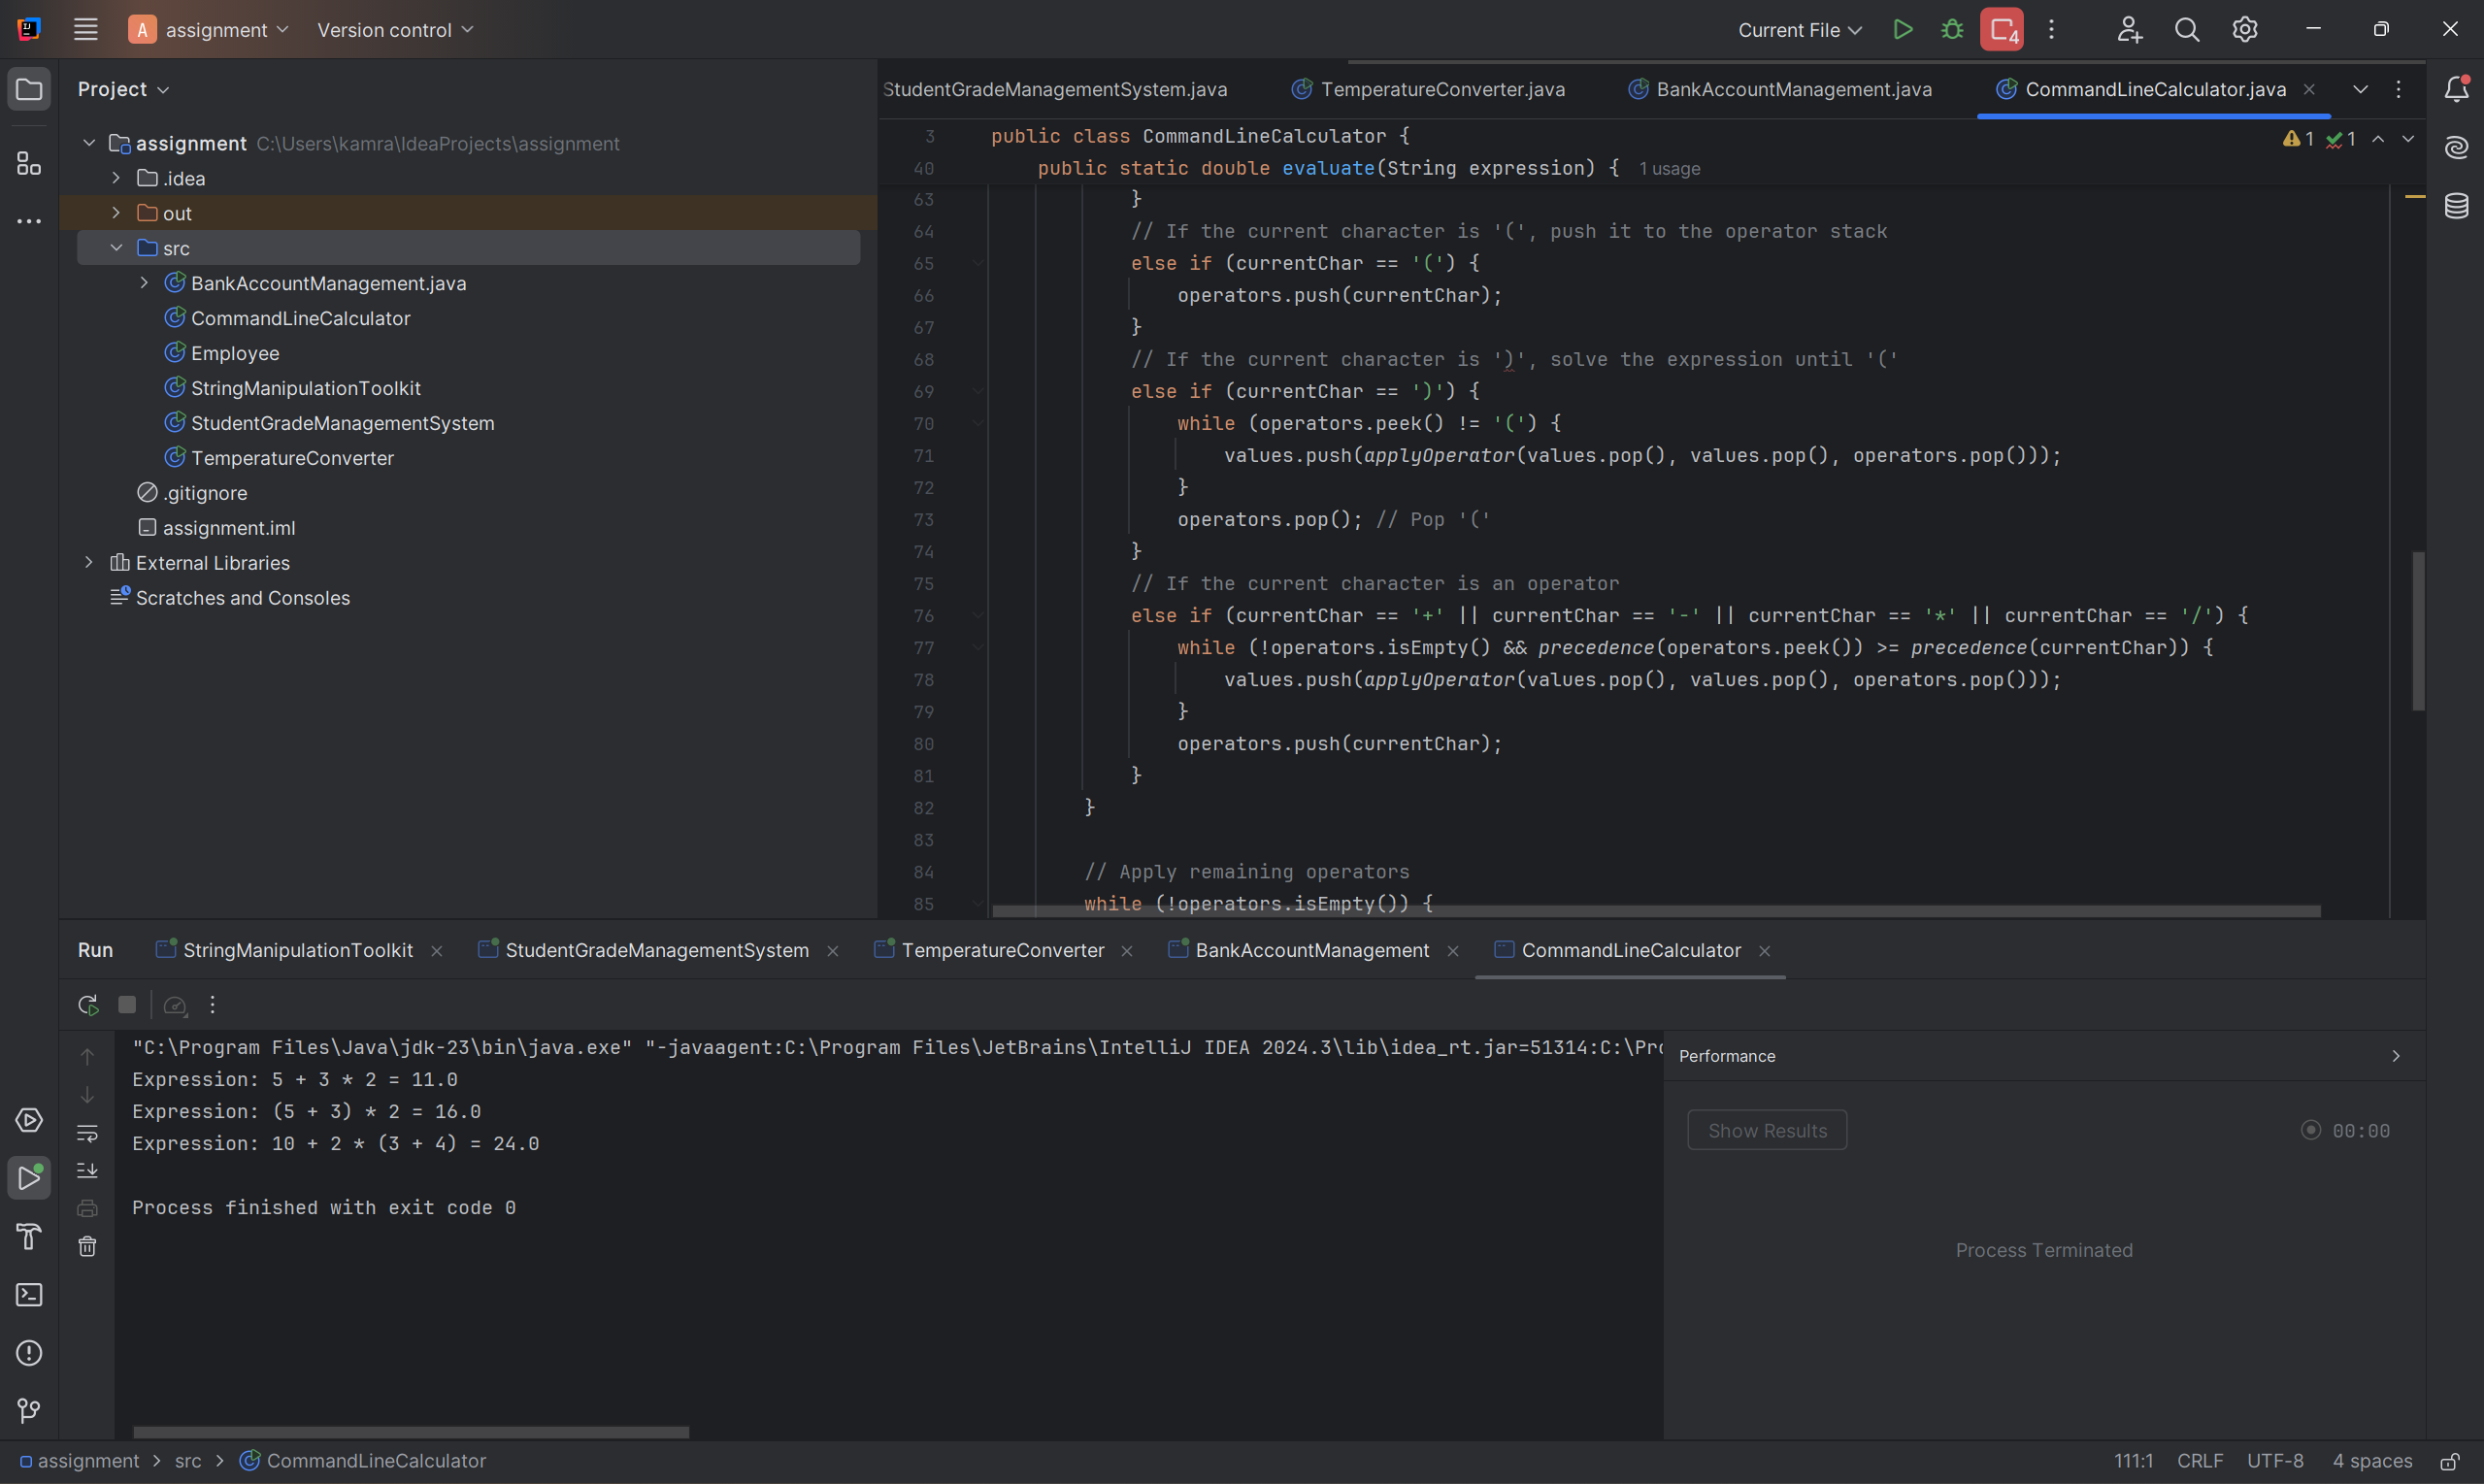 A assignment Version control Current File 4
Project
assignment C:\Users\kamra\IdeaProjects\assignment
.idea
out
src
BankAccountManagement.java
CommandLineCalculator
Employee
StringManipulationToolkit
StudentGradeManagementSystem
TemperatureConverter
.gitignore
assignment.iml
External Libraries
Scratches and Consoles
StudentGradeManagementSystem.java TemperatureConverter.java BankAccountManagement.java CommandLineCalculator.java
1 1
3 public class CommandLineCalculator {
40 public static double evaluate(String expression) { 1 usage
63 }
64 // If the current character is '(', push it to the operator stack
65 else if (currentChar == '(') {
66 operators.push(currentChar);
67 }
68 // If the current character is ')', solve the expression until '('
69 else if (currentChar == ')') {
70 while (operators.peek() != '(') {
71 values.push(applyOperator(values.pop(), values.pop(), operators.pop()));
72 }
73 operators.pop(); // Pop '('
74 }
75 // If the current character is an operator
76 else if (currentChar == '+' || currentChar == '-' || currentChar == '*' || currentChar == '/') {
77 while (!operators.isEmpty() && precedence(operators.peek()) >= precedence(currentChar)) {
78 values.push(applyOperator(values.pop(), values.pop(), operators.pop()));
79 }
80 operators.push(currentChar);
81 }
82 }
83
84 // Apply remaining operators
85 while (!operators.isEmpty()) {
Run StringManipulationToolkit StudentGradeManagementSystem TemperatureConverter BankAccountManagement CommandLineCalculator
"C:\Program Files\Java\jdk-23\bin\java.exe" "-javaagent:C:\Program Files\JetBrains\IntelliJ IDEA 2024.3\lib\idea_rt.jar=51314:C:\Pro
Expression: 5 + 3 * 2 = 11.0
Expression: (5 + 3) * 2 = 16.0
Expression: 10 + 2 * (3 + 4) = 24.0
Process finished with exit code 0
Performance
Show Results 00:00
Process Terminated
assignment > src > CommandLineCalculator 111:1 CRLF UTF-8 4 spaces